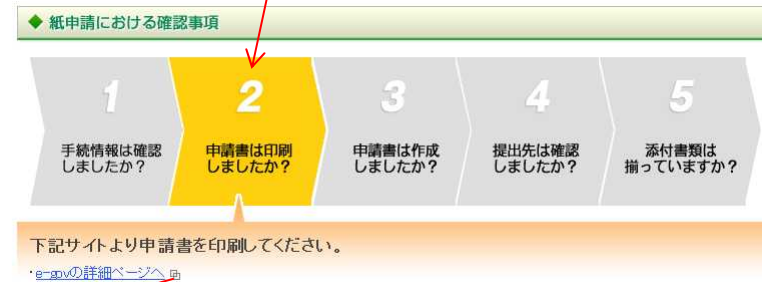 ◆ 紙申請における確認事項
1
手続情報は確認
しましたか？
2
申請書は印刷
しましたか？
3
申請書は作成
しましたか？
4
提出先は確認
しましたか？
5
添付書類は
揃っていますか？
下記サイトより申請書を印刷してください。
・e-govの詳細ページへ